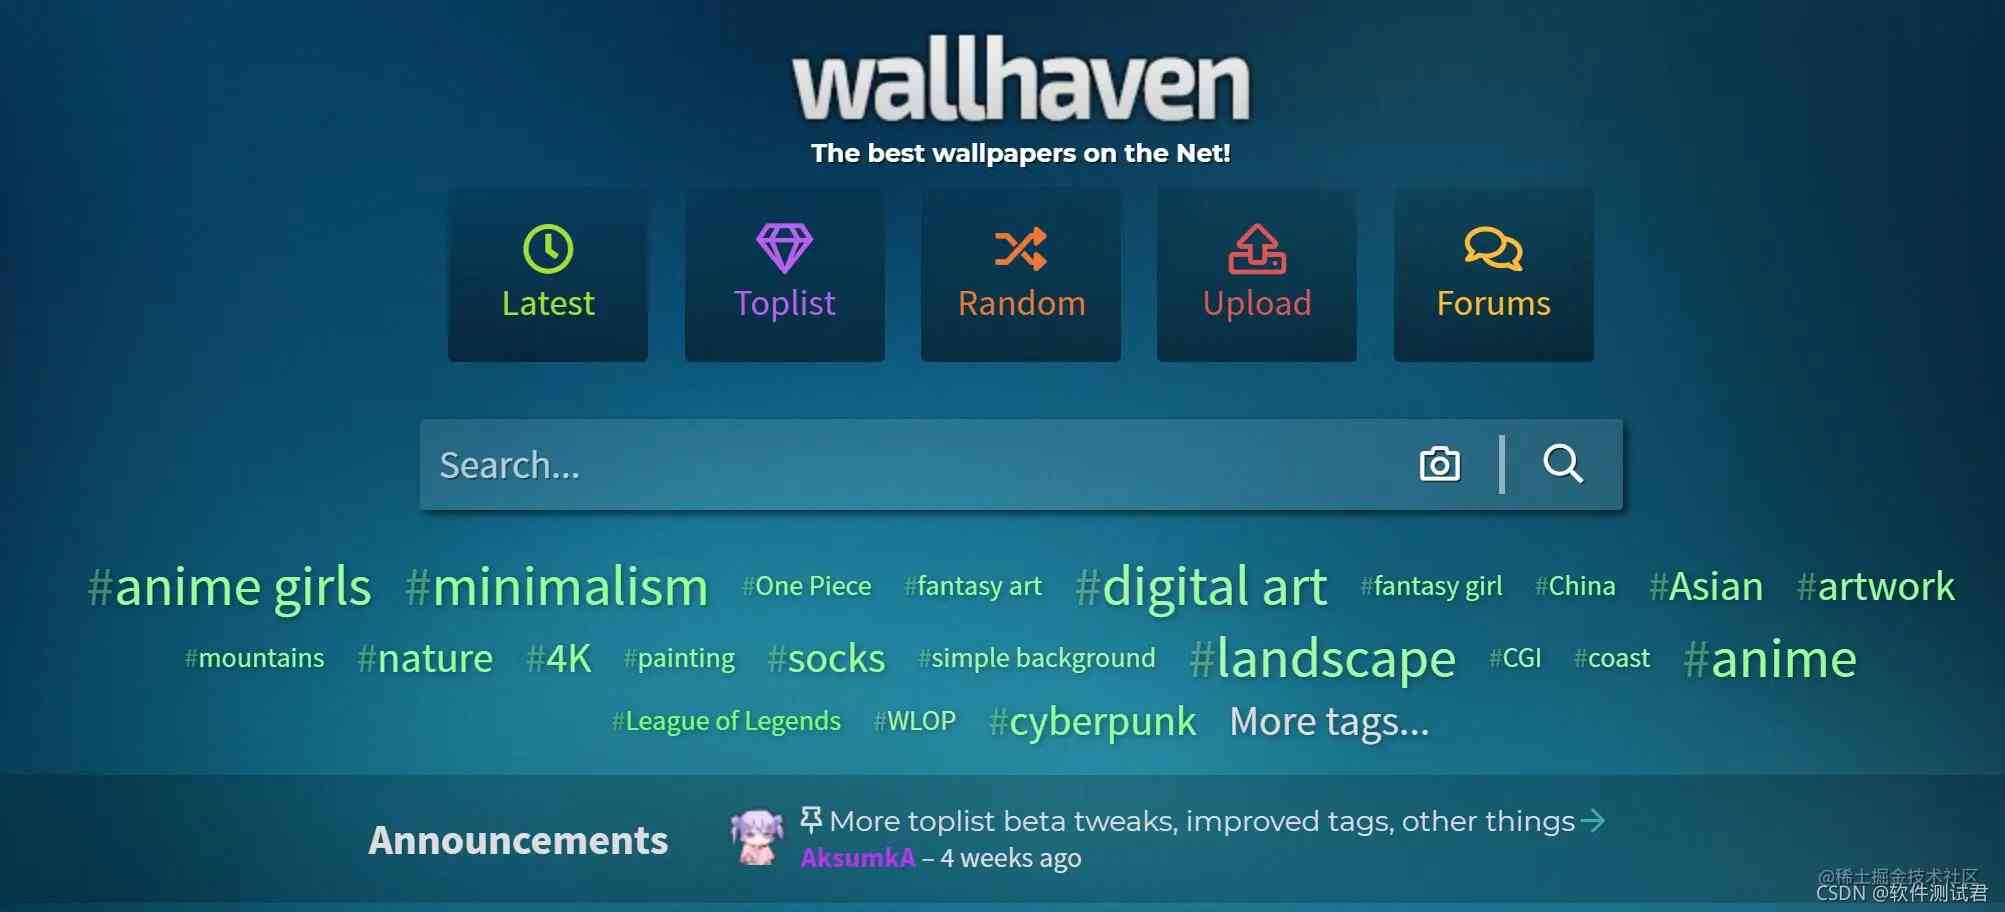 wallhaven
The best wallpapers on the Net!
Latest Toplist Random Upload Forums
Search...
#anime girls #minimalism #One Piece #fantasy art #digital art #fantasy girl #China #Asian #artwork
#mountains #nature #4K #painting #socks #simple background #landscape #CGI #coast #anime
#League of Legends #WLOP #cyberpunk More tags...
Announcements
More toplist beta tweaks, improved tags, other things
AksumkA – 4 weeks ago
@稀土掘金技术社区
CSDN @软件测试君